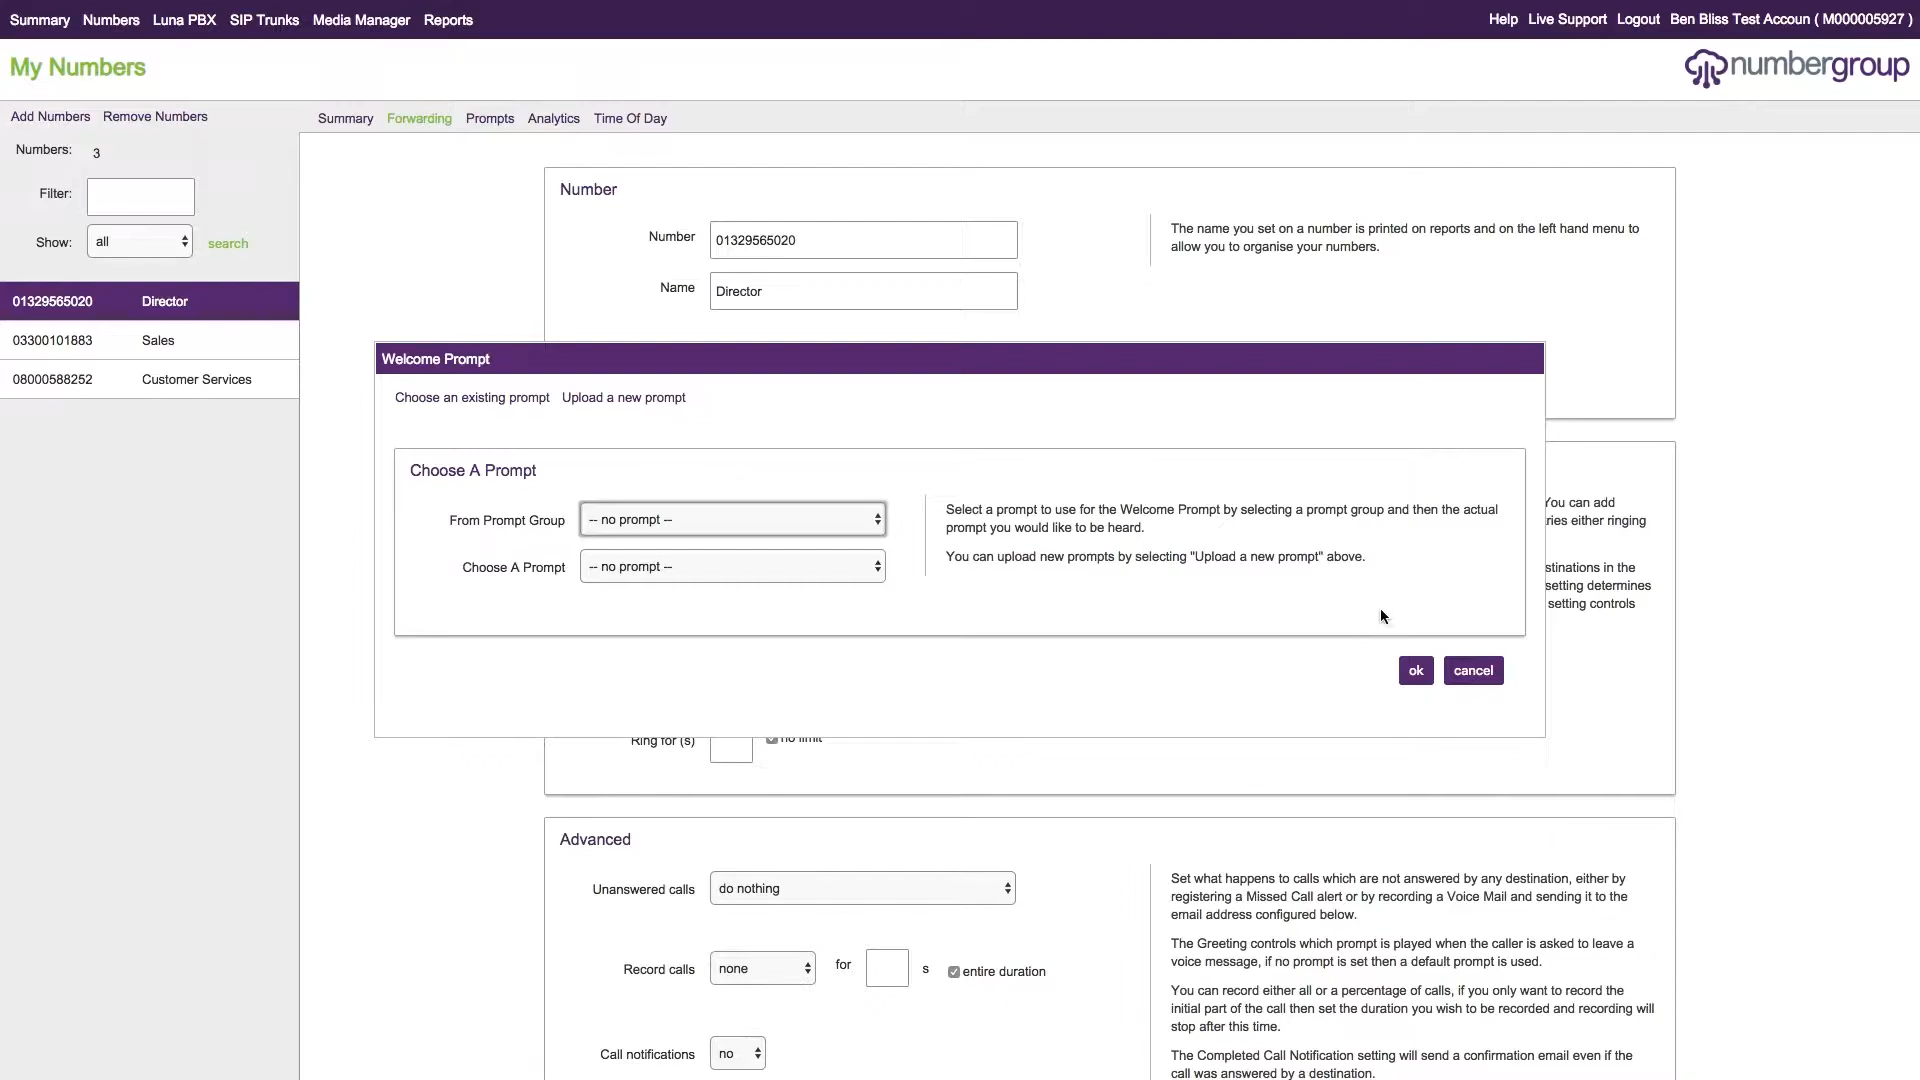 Summary Numbers Luna PBX SIP Trunks Media Manager Reports
Help Live Support Logout Ben Bliss Test Accoun ( M000005927 )
My Numbers
numbergroup
Add Numbers Remove Numbers
Summary Forwarding Prompts Analytics Time Of Day
Numbers: 3
Filter:
Show: all search
01329565020 Director
03300101883 Sales
08000588252 Customer Services
Number
Number 01329565020
Name Director
The name you set on a number is printed on reports and on the left hand menu to
allow you to organise your numbers.
Welcome Prompt
Choose an existing prompt Upload a new prompt
Choose A Prompt
From Prompt Group -- no prompt --
Choose A Prompt -- no prompt --
Select a prompt to use for the Welcome Prompt by selecting a prompt group and then the actual
prompt you would like to be heard.
You can upload new prompts by selecting "Upload a new prompt" above.
ok cancel
You can add
ries either ringing
stinations in the
setting determines
setting controls
Ring for (s) no limit
Advanced
Unanswered calls do nothing
Record calls none for s entire duration
Call notifications no
Set what happens to calls which are not answered by any destination, either by
registering a Missed Call alert or by recording a Voice Mail and sending it to the
email address configured below.
The Greeting controls which prompt is played when the caller is asked to leave a
voice message, if no prompt is set then a default prompt is used.
You can record either all or a percentage of calls, if you only want to record the
initial part of the call then set the duration you wish to be recorded and recording will
stop after this time.
The Completed Call Notification setting will send a confirmation email even if the
call was answered by a destination.